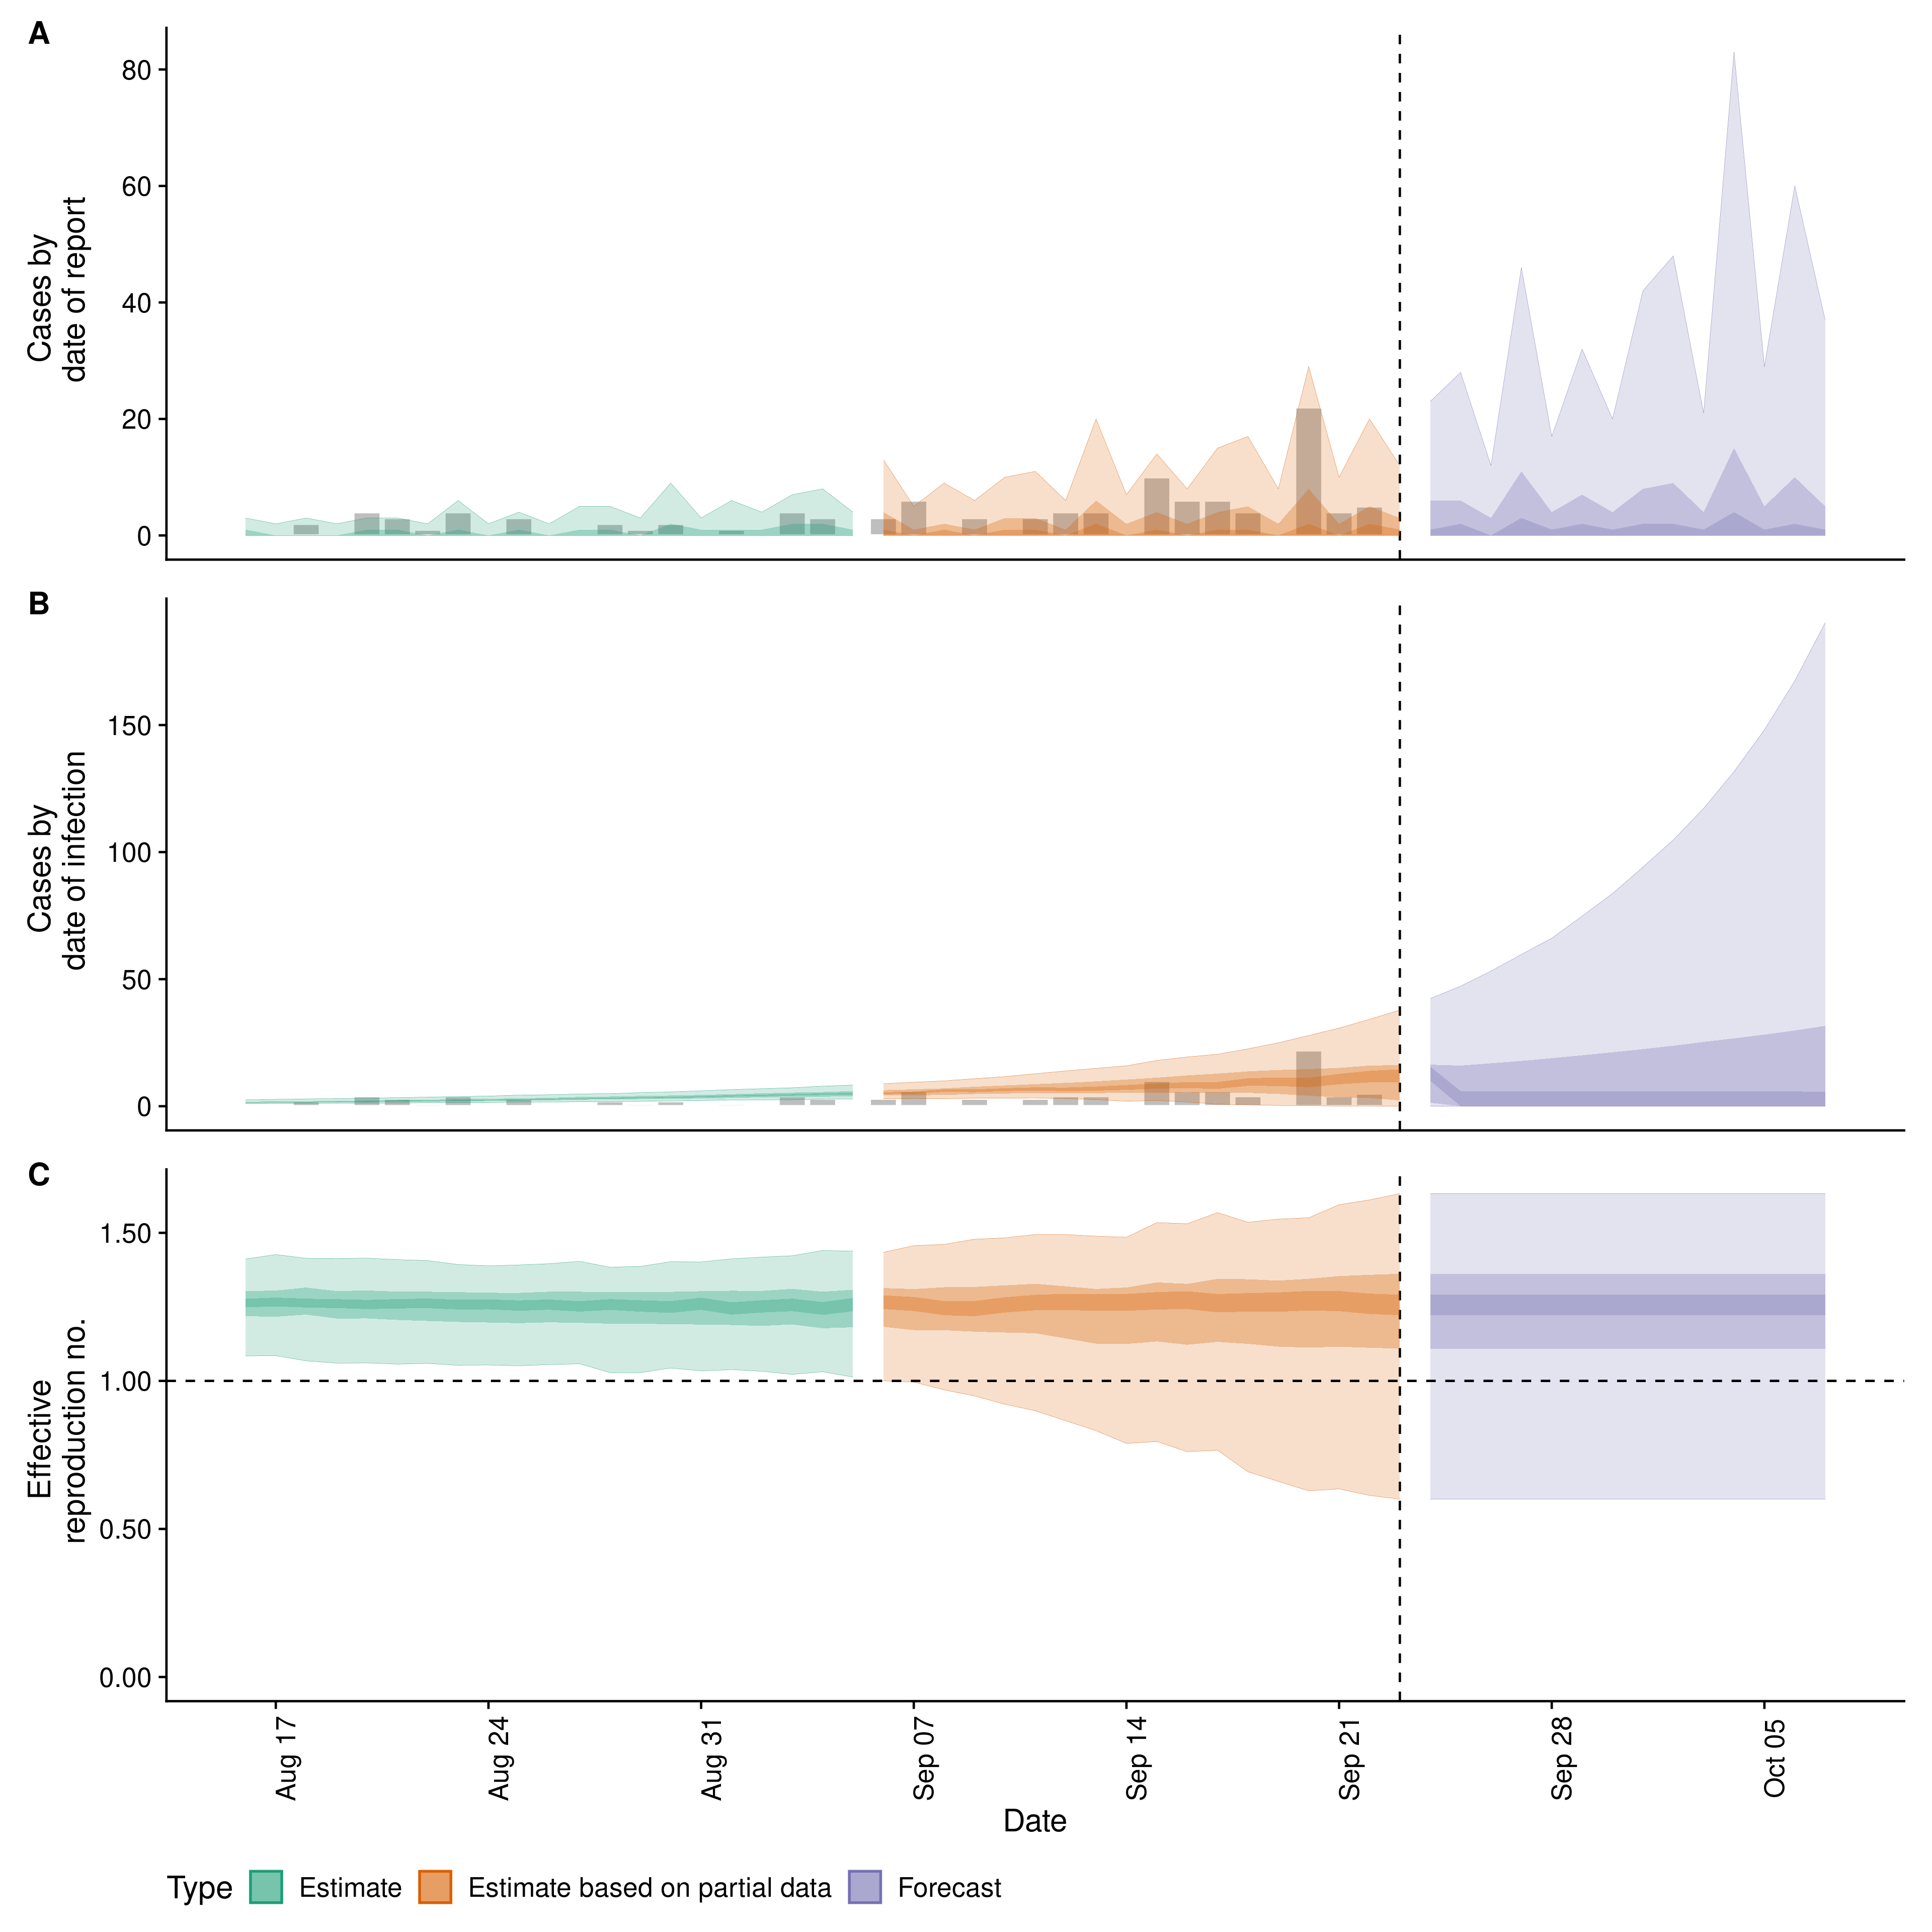 A
80
60
40
20
0
Cases by
date of report
B
150
100
50
0
Cases by
date of infection
C
1.50
1.00
0.50
0.00
Effective
reproduction no.
Aug 17
Aug 24
Aug 31
Sep 07
Sep 14
Sep 21
Sep 28
Oct 05
Date
Type Estimate Estimate based on partial data Forecast